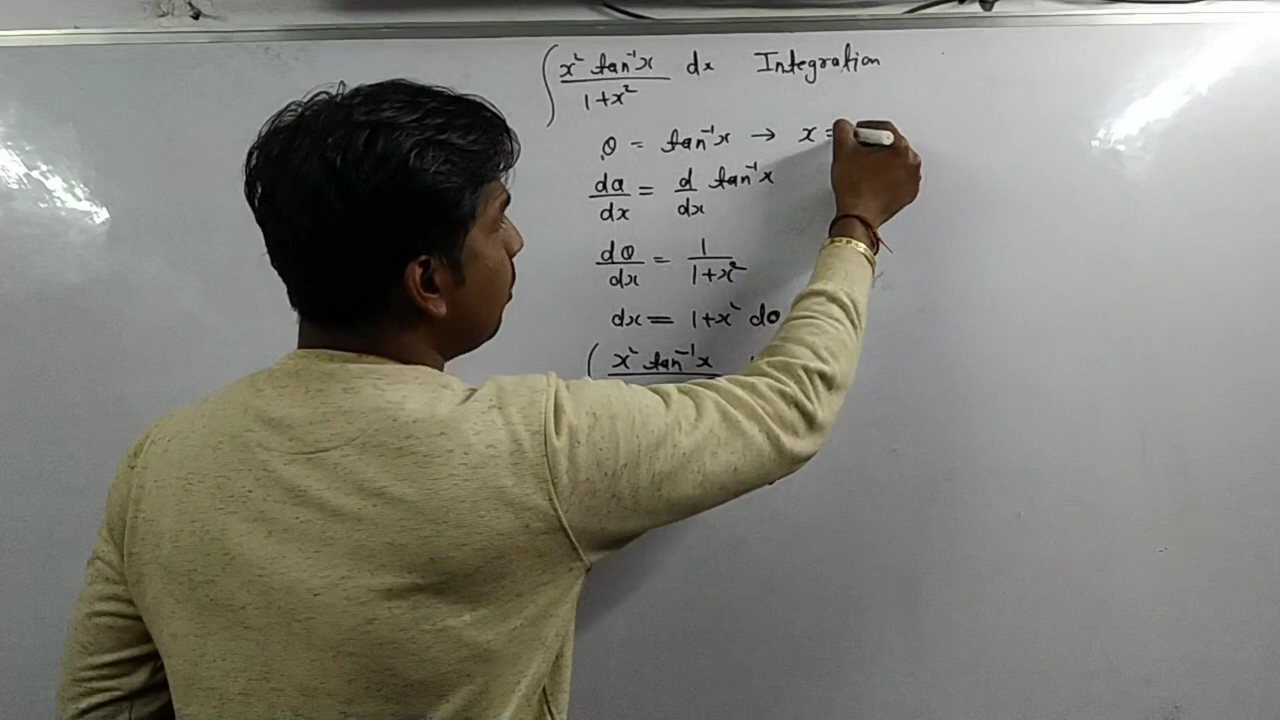 ∫ x² tan⁻¹x / 1+x² dx Integration
θ = tan⁻¹x → x =
da/dx = d/dx tan⁻¹x
dθ/dx = 1/1+x²
dx = 1+x² dθ
∫ x² tan⁻¹x